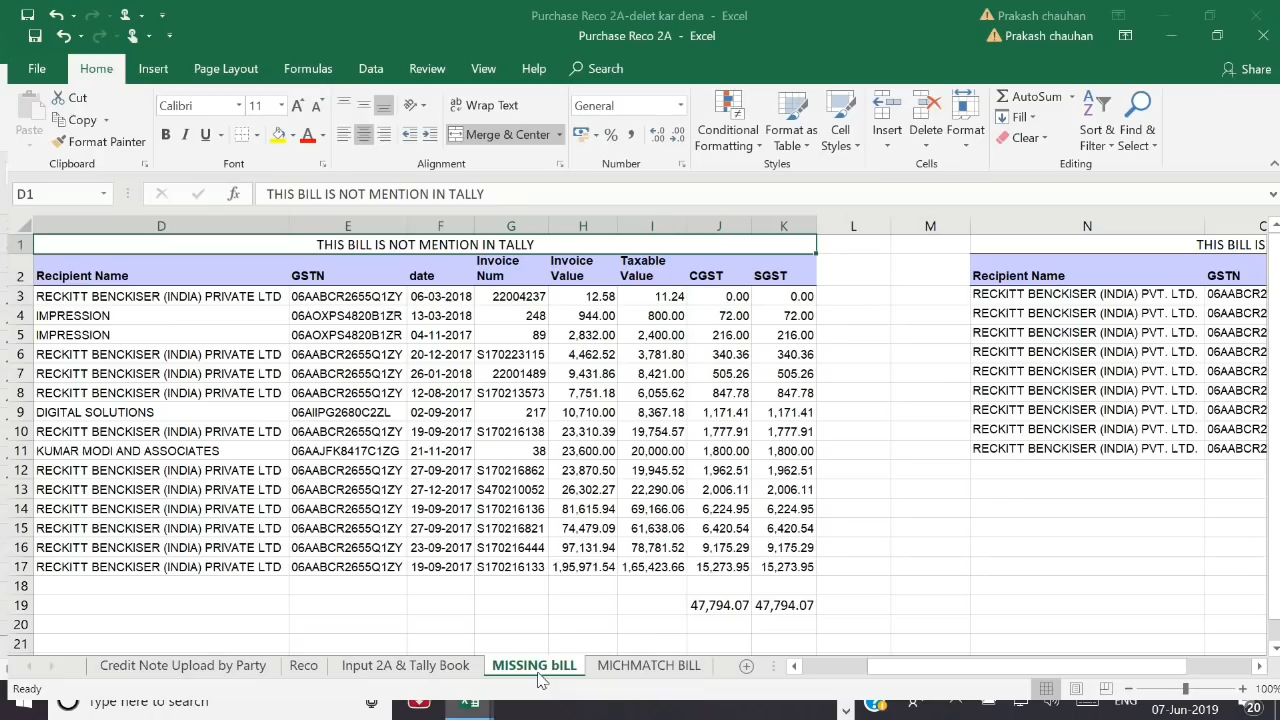 Purchase Reco 2A-delet kar dena - Excel
Prakash chauhan
Purchase Reco 2A - Excel
Prakash chauhan
File Home Insert Page Layout Formulas Data Review View Help Search Share
Cut
Copy
Format Painter
Paste
Clipboard
Calibri 11
B I U
Font
Wrap Text
Merge & Center
Alignment
General
Number
Conditional Formatting
Format as Table
Cell Styles
Styles
Insert Delete Format
Cells
AutoSum
Fill
Clear
Sort & Filter
Find & Select
Editing
D1 fx THIS BILL IS NOT MENTION IN TALLY
D E F G H I J K L M N
1 THIS BILL IS NOT MENTION IN TALLY THIS BILL IS
2 Recipient Name GSTN date Invoice Num Invoice Value Taxable Value CGST SGST Recipient Name GSTN
3 RECKITT BENCKISER (INDIA) PRIVATE LTD 06AABCR2655Q1ZY 06-03-2018 22004237 12.58 11.24 0.00 0.00 RECKITT BENCKISER (INDIA) PVT. LTD. 06AABCR2
4 IMPRESSION 06AOXPS4820B1ZR 13-03-2018 248 944.00 800.00 72.00 72.00 RECKITT BENCKISER (INDIA) PVT. LTD. 06AABCR2
5 IMPRESSION 06AOXPS4820B1ZR 04-11-2017 89 2,832.00 2,400.00 216.00 216.00 RECKITT BENCKISER (INDIA) PVT. LTD. 06AABCR2
6 RECKITT BENCKISER (INDIA) PRIVATE LTD 06AABCR2655Q1ZY 20-12-2017 S170223115 4,462.52 3,781.80 340.36 340.36 RECKITT BENCKISER (INDIA) PVT. LTD. 06AABCR2
7 RECKITT BENCKISER (INDIA) PRIVATE LTD 06AABCR2655Q1ZY 26-01-2018 22001489 9,431.86 8,421.00 505.26 505.26 RECKITT BENCKISER (INDIA) PVT. LTD. 06AABCR2
8 RECKITT BENCKISER (INDIA) PRIVATE LTD 06AABCR2655Q1ZY 12-08-2017 S170213573 7,751.18 6,055.62 847.78 847.78 RECKITT BENCKISER (INDIA) PVT. LTD. 06AABCR2
9 DIGITAL SOLUTIONS 06AIIPG2680C2ZL 02-09-2017 217 10,710.00 8,367.18 1,171.41 1,171.41 RECKITT BENCKISER (INDIA) PVT. LTD. 06AABCR2
10 RECKITT BENCKISER (INDIA) PRIVATE LTD 06AABCR2655Q1ZY 19-09-2017 S170216138 23,310.39 19,754.57 1,777.91 1,777.91 RECKITT BENCKISER (INDIA) PVT. LTD. 06AABCR2
11 KUMAR MODI AND ASSOCIATES 06AAJFK8417C1ZG 21-11-2017 38 23,600.00 20,000.00 1,800.00 1,800.00 RECKITT BENCKISER (INDIA) PVT. LTD. 06AABCR2
12 RECKITT BENCKISER (INDIA) PRIVATE LTD 06AABCR2655Q1ZY 27-09-2017 S170216862 23,870.50 19,945.52 1,962.51 1,962.51
13 RECKITT BENCKISER (INDIA) PRIVATE LTD 06AABCR2655Q1ZY 27-12-2017 S470210052 26,302.27 22,290.06 2,006.11 2,006.11
14 RECKITT BENCKISER (INDIA) PRIVATE LTD 06AABCR2655Q1ZY 19-09-2017 S170216136 81,615.94 69,166.06 6,224.95 6,224.95
15 RECKITT BENCKISER (INDIA) PRIVATE LTD 06AABCR2655Q1ZY 27-09-2017 S170216821 74,479.09 61,638.06 6,420.54 6,420.54
16 RECKITT BENCKISER (INDIA) PRIVATE LTD 06AABCR2655Q1ZY 23-09-2017 S170216444 97,131.94 78,781.52 9,175.29 9,175.29
17 RECKITT BENCKISER (INDIA) PRIVATE LTD 06AABCR2655Q1ZY 19-09-2017 S170216133 1,95,971.54 1,65,423.66 15,273.95 15,273.95
18
19 47,794.07 47,794.07
20
21
Credit Note Upload by Party Reco Input 2A & Tally Book MISSING bILL MICHMATCH BILL
Ready 100%
Type here to search ENG 07-Jun-2019 20